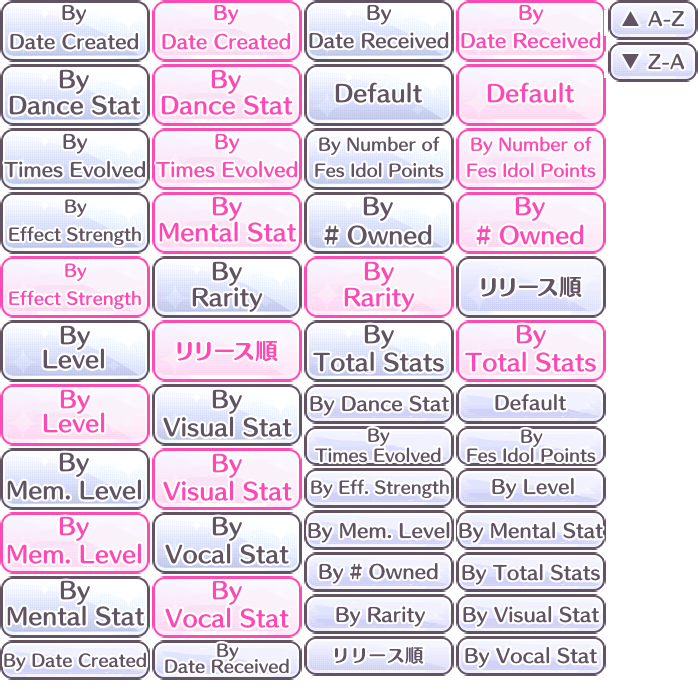 By
Date Created
By
Date Created
By
Date Received
By
Date Received
▲ A-Z
▼ Z-A
By
Dance Stat
By
Dance Stat
Default
Default
By
Times Evolved
By
Times Evolved
By Number of
Fes Idol Points
By Number of
Fes Idol Points
By
Effect Strength
By
Mental Stat
By
# Owned
By
# Owned
By
Effect Strength
By
Rarity
By
Rarity
リリース順
By
Level
リリース順
By
Total Stats
By
Total Stats
By
Level
By
Visual Stat
By Dance Stat
Default
By
Times Evolved
By
Fes Idol Points
By
Mem. Level
By
Visual Stat
By Eff. Strength
By Level
By
Mem. Level
By
Vocal Stat
By Mem. Level
By Mental Stat
By # Owned
By Total Stats
By
Mental Stat
By
Vocal Stat
By Rarity
By Visual Stat
By Date Created
By
Date Received
リリース順
By Vocal Stat